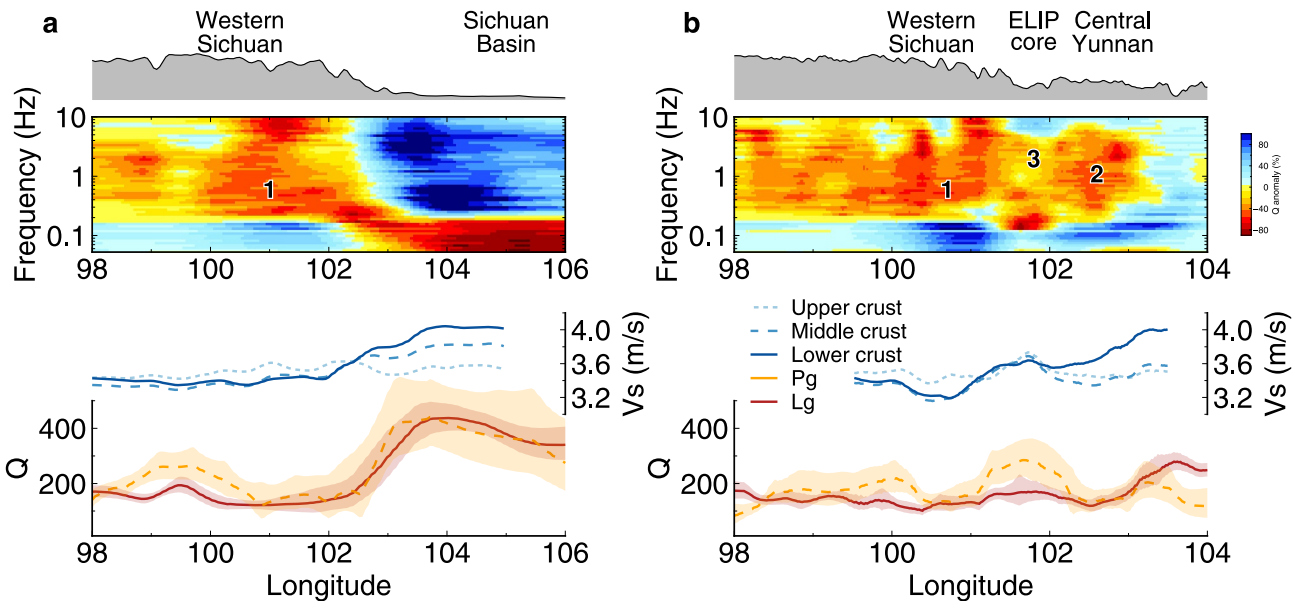 a
Western
Sichuan
Sichuan
Basin
Frequency (Hz)
10
1
0.1
1
98
100
102
104
106
4.0
3.6
3.2
Vs (m/s)
Q
400
200
98
100
102
104
106
Longitude
b
Western
Sichuan
ELIP
core
Central
Yunnan
Frequency (Hz)
10
1
0.1
1
3
2
98
100
102
104
80
40
0
−40
−80
Q anomaly (%)
Upper crust
Middle crust
Lower crust
Pg
Lg
4.0
3.6
3.2
Vs (m/s)
Q
400
200
98
100
102
104
Longitude